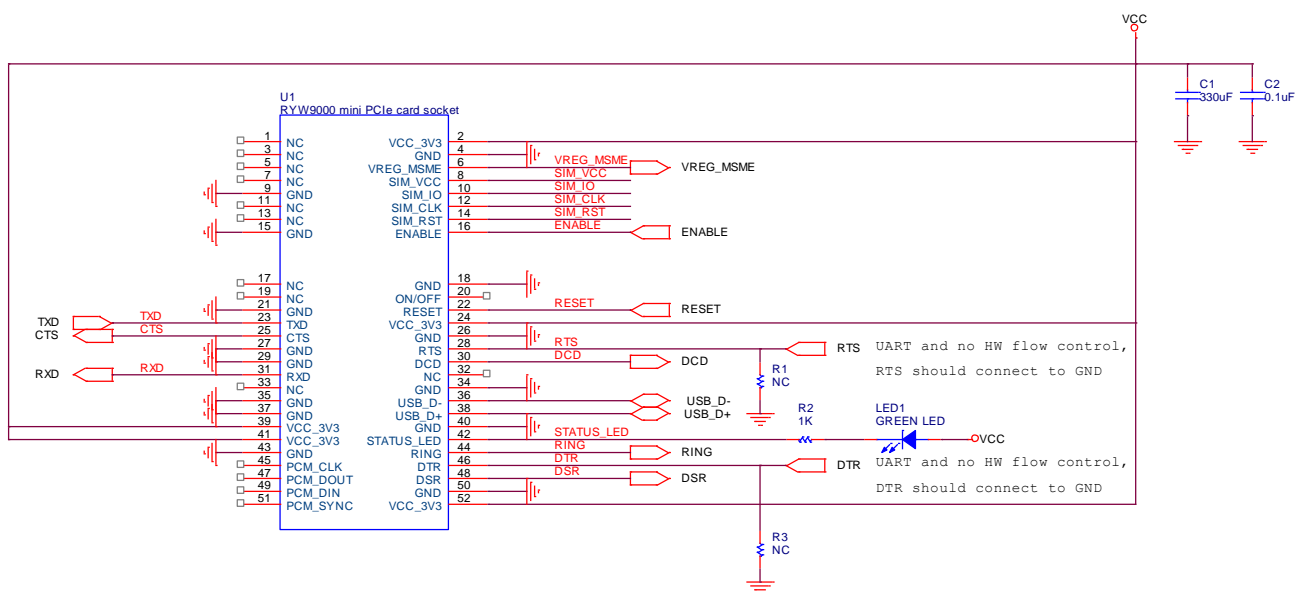 VCC
C1
330uF
C2
0.1uF
U1
RYW9000 mini PCIe card socket
1 NC VCC_3V3 2
3 NC GND 4
5 NC VREG_MSME 6 VREG_MSME VREG_MSME
7 NC SIM_VCC 8 SIM_VCC
9 GND SIM_IO 10 SIM_IO
11 NC SIM_CLK 12 SIM_CLK
13 NC SIM_RST 14 SIM_RST
15 GND ENABLE 16 ENABLE ENABLE
17 NC GND 18
19 NC ON/OFF 20
21 GND RESET 22 RESET RESET
TXD TXD 23 TXD VCC_3V3 24
CTS CTS 25 CTS GND 26
27 GND RTS 28 RTS RTS UART and no HW flow control,
29 GND DCD 30 DCD DCD
RXD RXD 31 RXD NC 32 R1 RTS should connect to GND
33 NC GND 34 NC
35 GND USB_D- 36 USB_D-
37 GND USB_D+ 38 USB_D+ R2 LED1
39 VCC_3V3 GND 40 1K GREEN LED
41 VCC_3V3 STATUS_LED 42 STATUS_LED VCC
43 GND RING 44 RING RING
45 PCM_CLK DTR 46 DTR DTR UART and no HW flow control,
47 PCM_DOUT DSR 48 DSR DSR
49 PCM_DIN GND 50 DTR should connect to GND
51 PCM_SYNC VCC_3V3 52
R3
NC